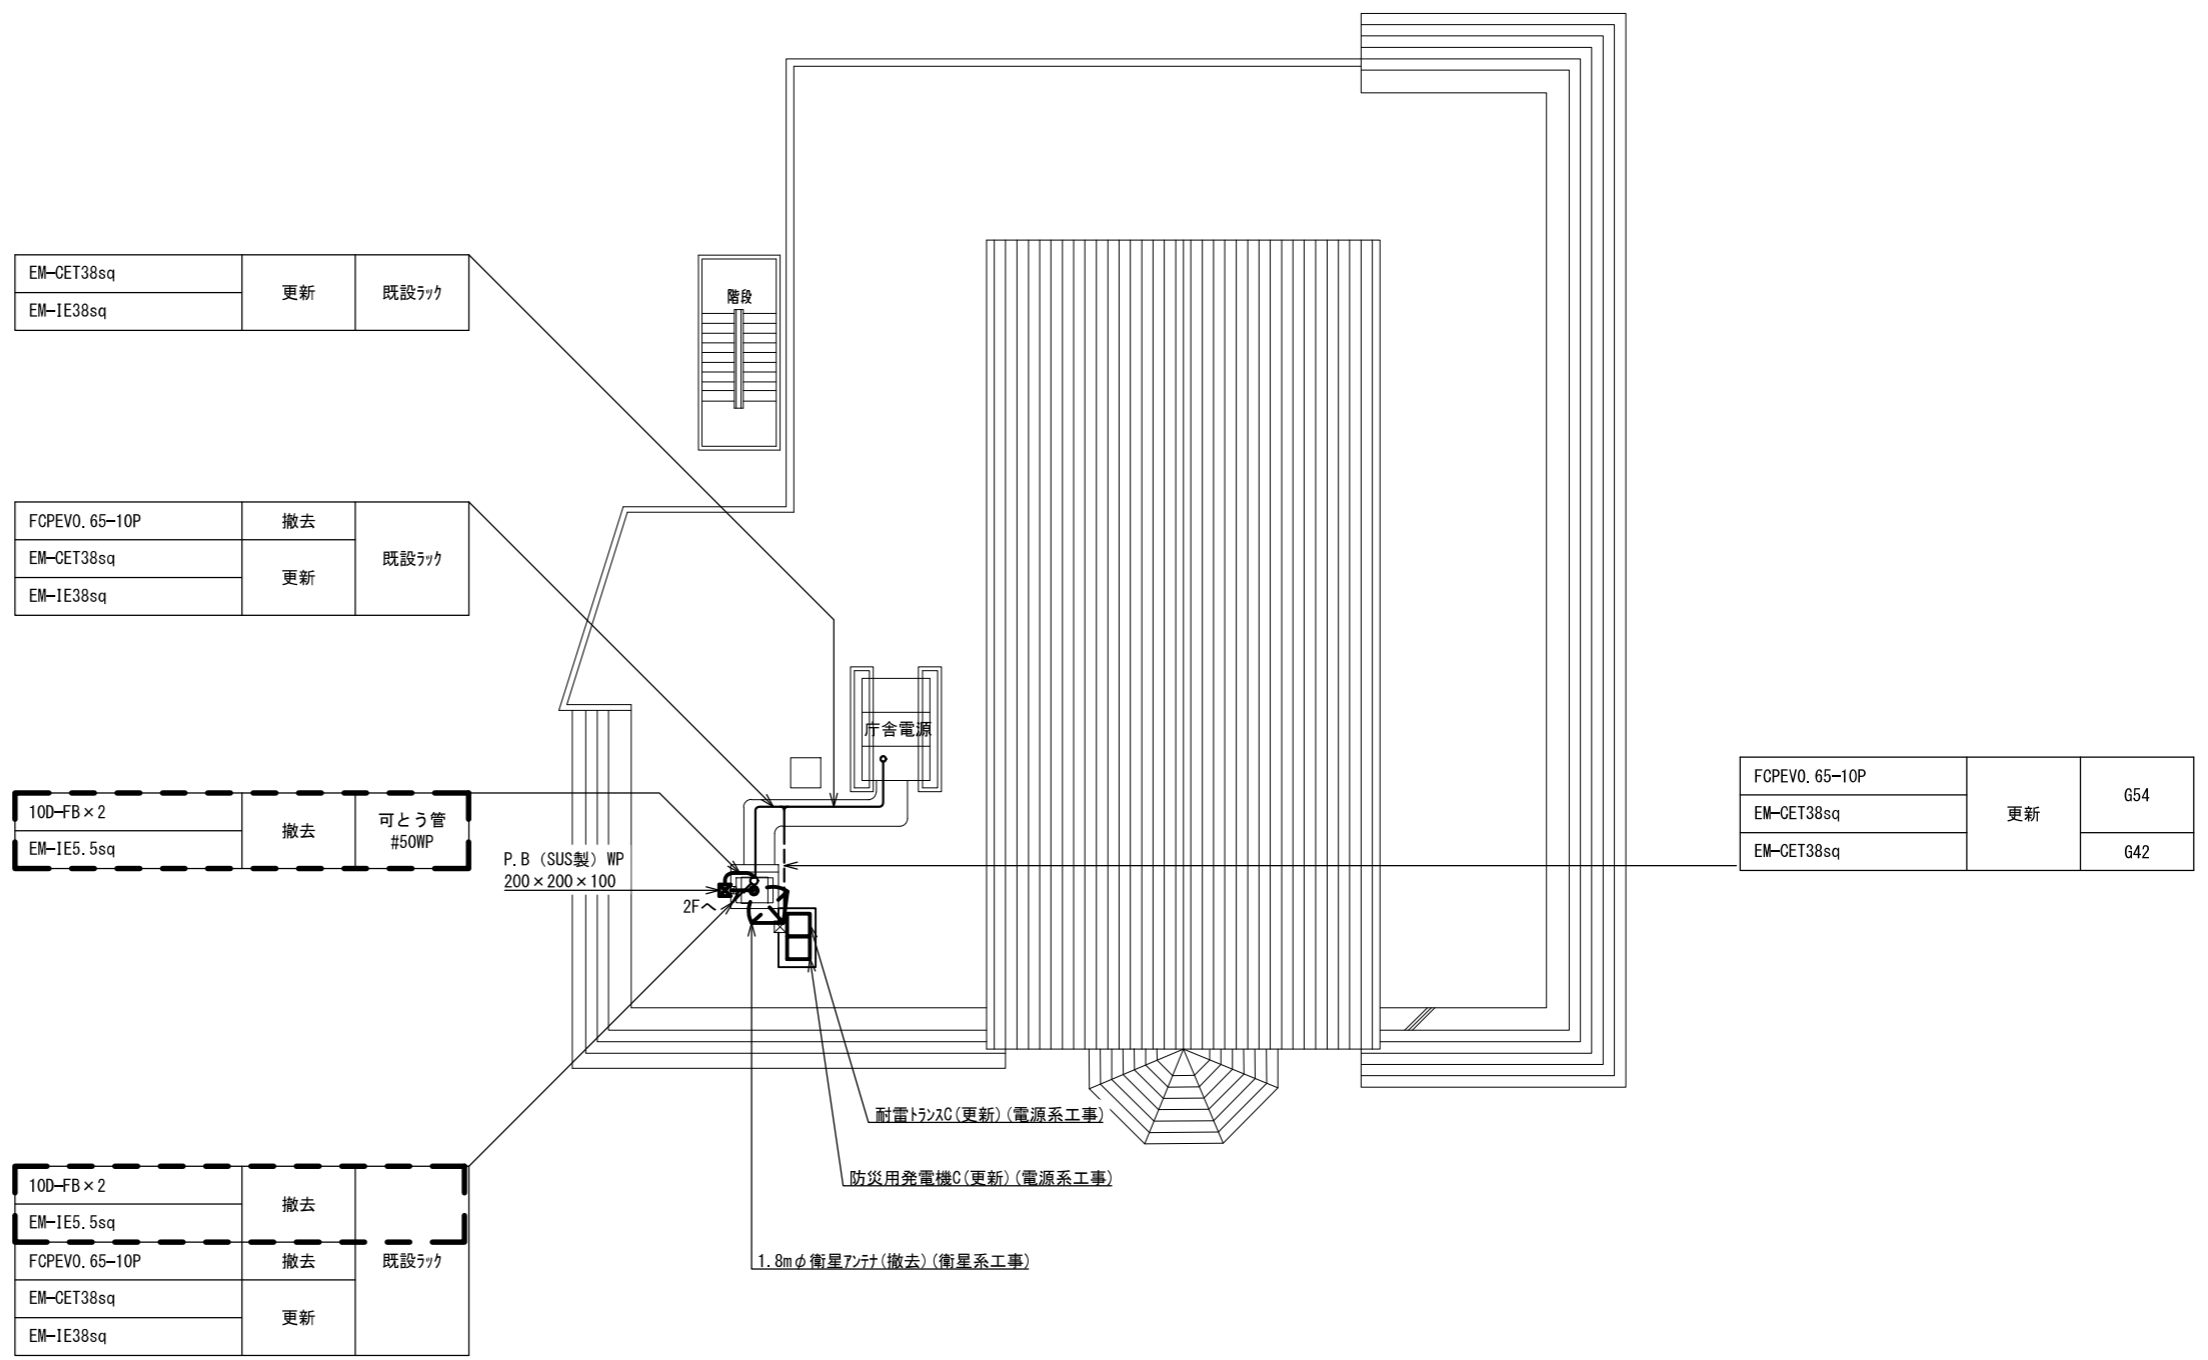 階段
EM-CET38sq
更新
既設ﾗｯｸ
EM-IE38sq
FCPEV0.65-10P
撤去
EM-CET38sq
更新
既設ﾗｯｸ
EM-IE38sq
庁舎電源
10D-FB×2
撤去
可とう管
#50WP
EM-IE5.5sq
P.B (SUS製) WP
200×200×100
2Fへ
FCPEV0.65-10P
EM-CET38sq
更新
G54
EM-CET38sq
G42
耐雷ﾄﾗﾝｽC(更新)(電源系工事)
防災用発電機C(更新)(電源系工事)
1.8mφ衛星ｱﾝﾃﾅ(撤去)(衛星系工事)
10D-FB×2
撤去
EM-IE5.5sq
FCPEV0.65-10P
撤去
既設ﾗｯｸ
EM-CET38sq
更新
EM-IE38sq